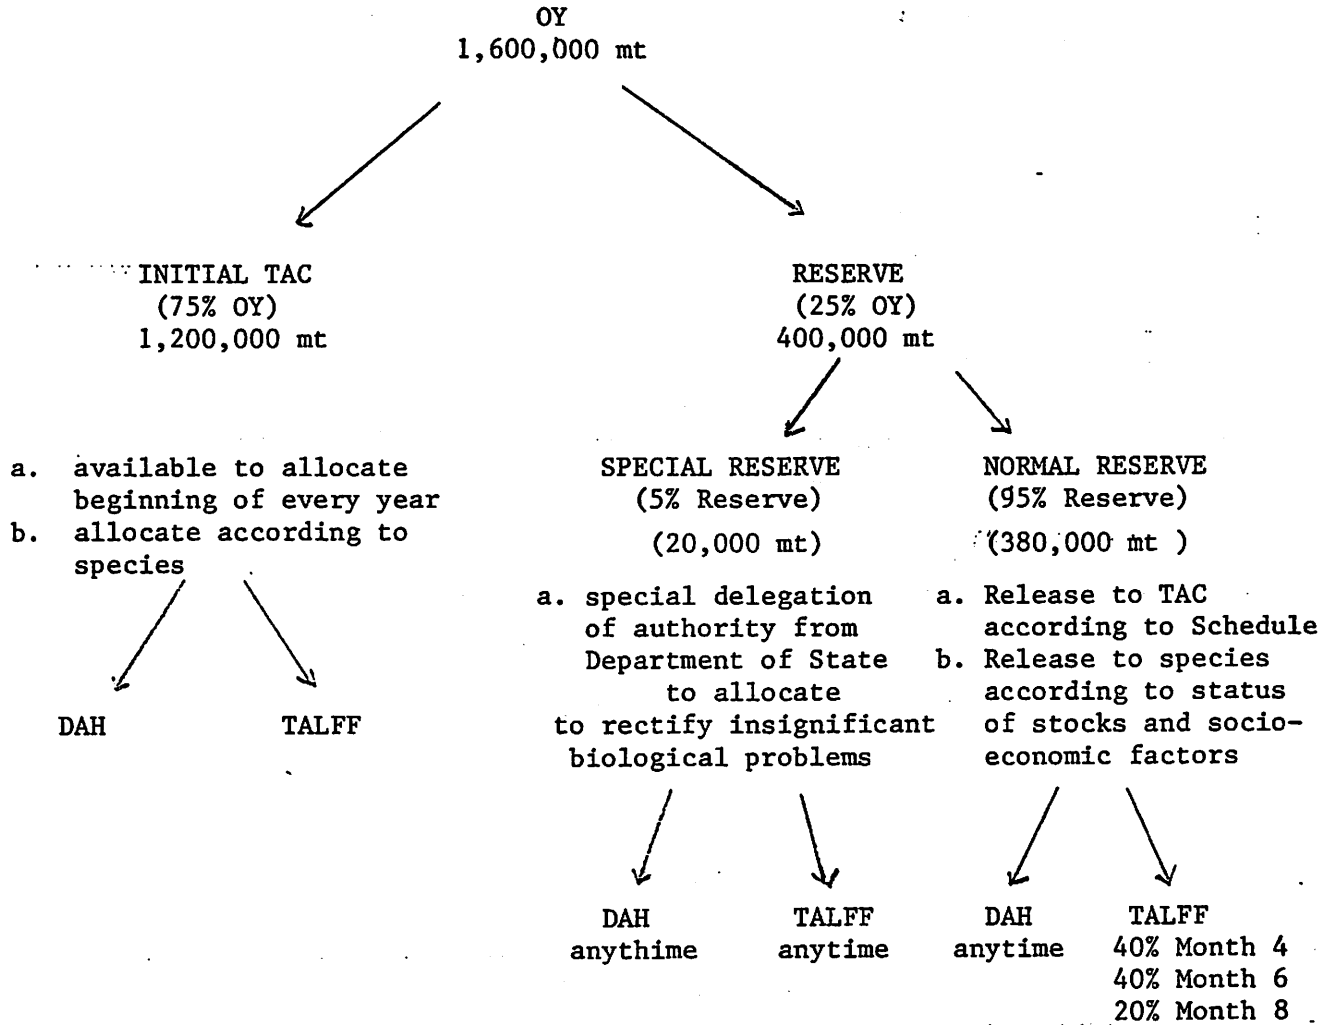 OY
1,600,000 mt
INITIAL TAC
(75% OY)
1,200,000 mt
RESERVE
(25% OY)
400,000 mt
a. available to allocate
beginning of every year
b. allocate according to
species
DAH
TALFF
SPECIAL RESERVE
(5% Reserve)
(20,000 mt)
a. special delegation
of authority from
Department of State
to allocate
to rectify insignificant
biological problems
DAH
anythime
TALFF
anytime
NORMAL RESERVE
(95% Reserve)
(380,000 mt )
a. Release to TAC
according to Schedule
b. Release to species
according to status
of stocks and socio-
economic factors
DAH
anytime
TALFF
40% Month 4
40% Month 6
20% Month 8